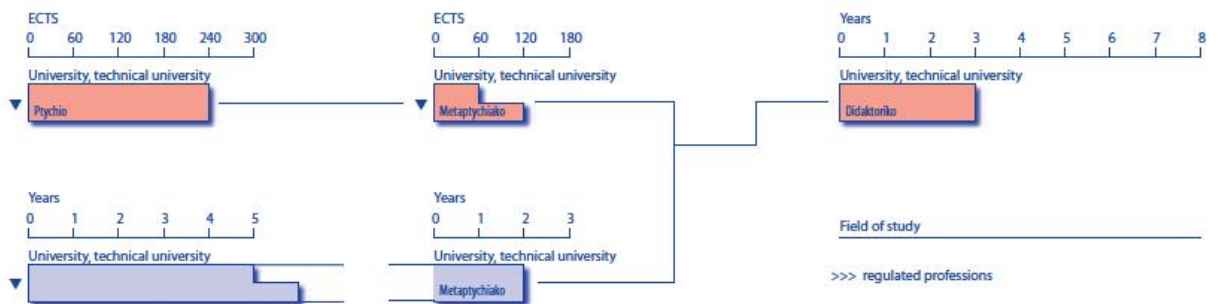 ECTS
0 60 120 180 240 300
University, technical university
Ptychio
ECTS
0 60 120 180
University, technical university
Metaptychiako
Years
0 1 2 3 4 5 6 7 8
University, technical university
Didaktoriko
Years
0 1 2 3 4 5
University, technical university
Years
0 1 2 3
University, technical university
Metaptychiako
Field of study
>>> regulated professions